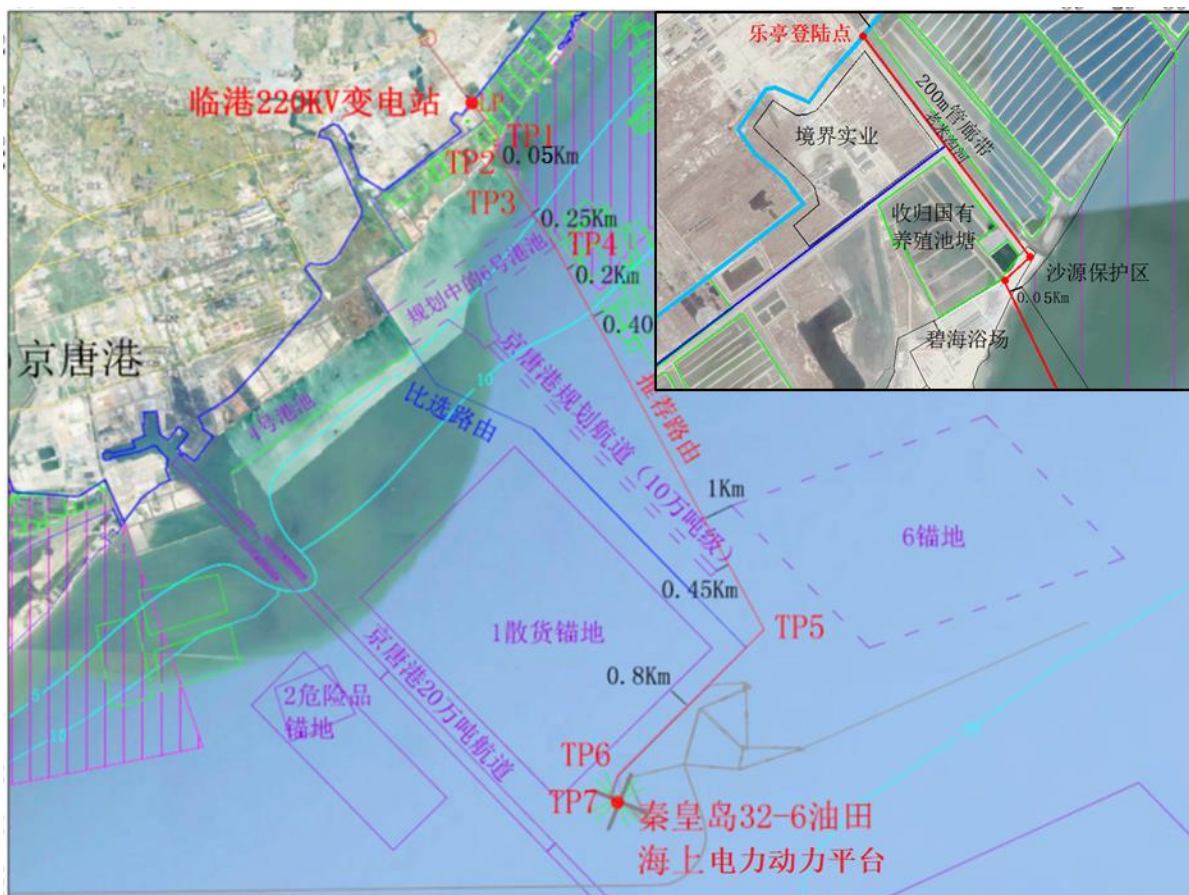 乐亭登陆点
200m管廊带
老米沟河
境界实业
收归国有
养殖池塘
沙源保护区
0.05Km
碧海浴场
临港220KV变电站
LP
TP1
TP2
0.05Km
TP3
0.25Km
TP4
0.2Km
0.40
规划中的6号港池
京唐港
4号港池
10
比选路由
京唐港规划航道(10万吨级)
推荐路由
1Km
6锚地
0.45Km
TP5
1散货锚地
0.8Km
京唐港20万吨航道
2危险品
锚地
5
10
TP6
TP7
秦皇岛32-6油田
海上电力动力平台